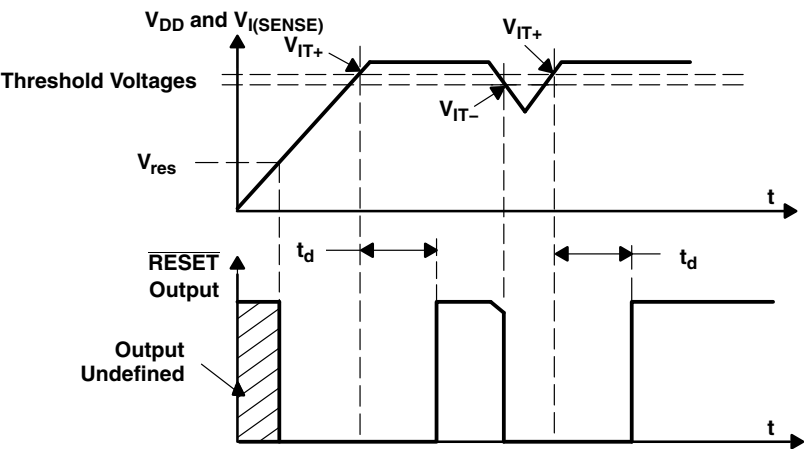 V_DD and V_I(SENSE)
V_IT+
V_IT+
Threshold Voltages
V_IT−
V_res
t
t_d
t_d
RESET
Output
Output
Undefined
t